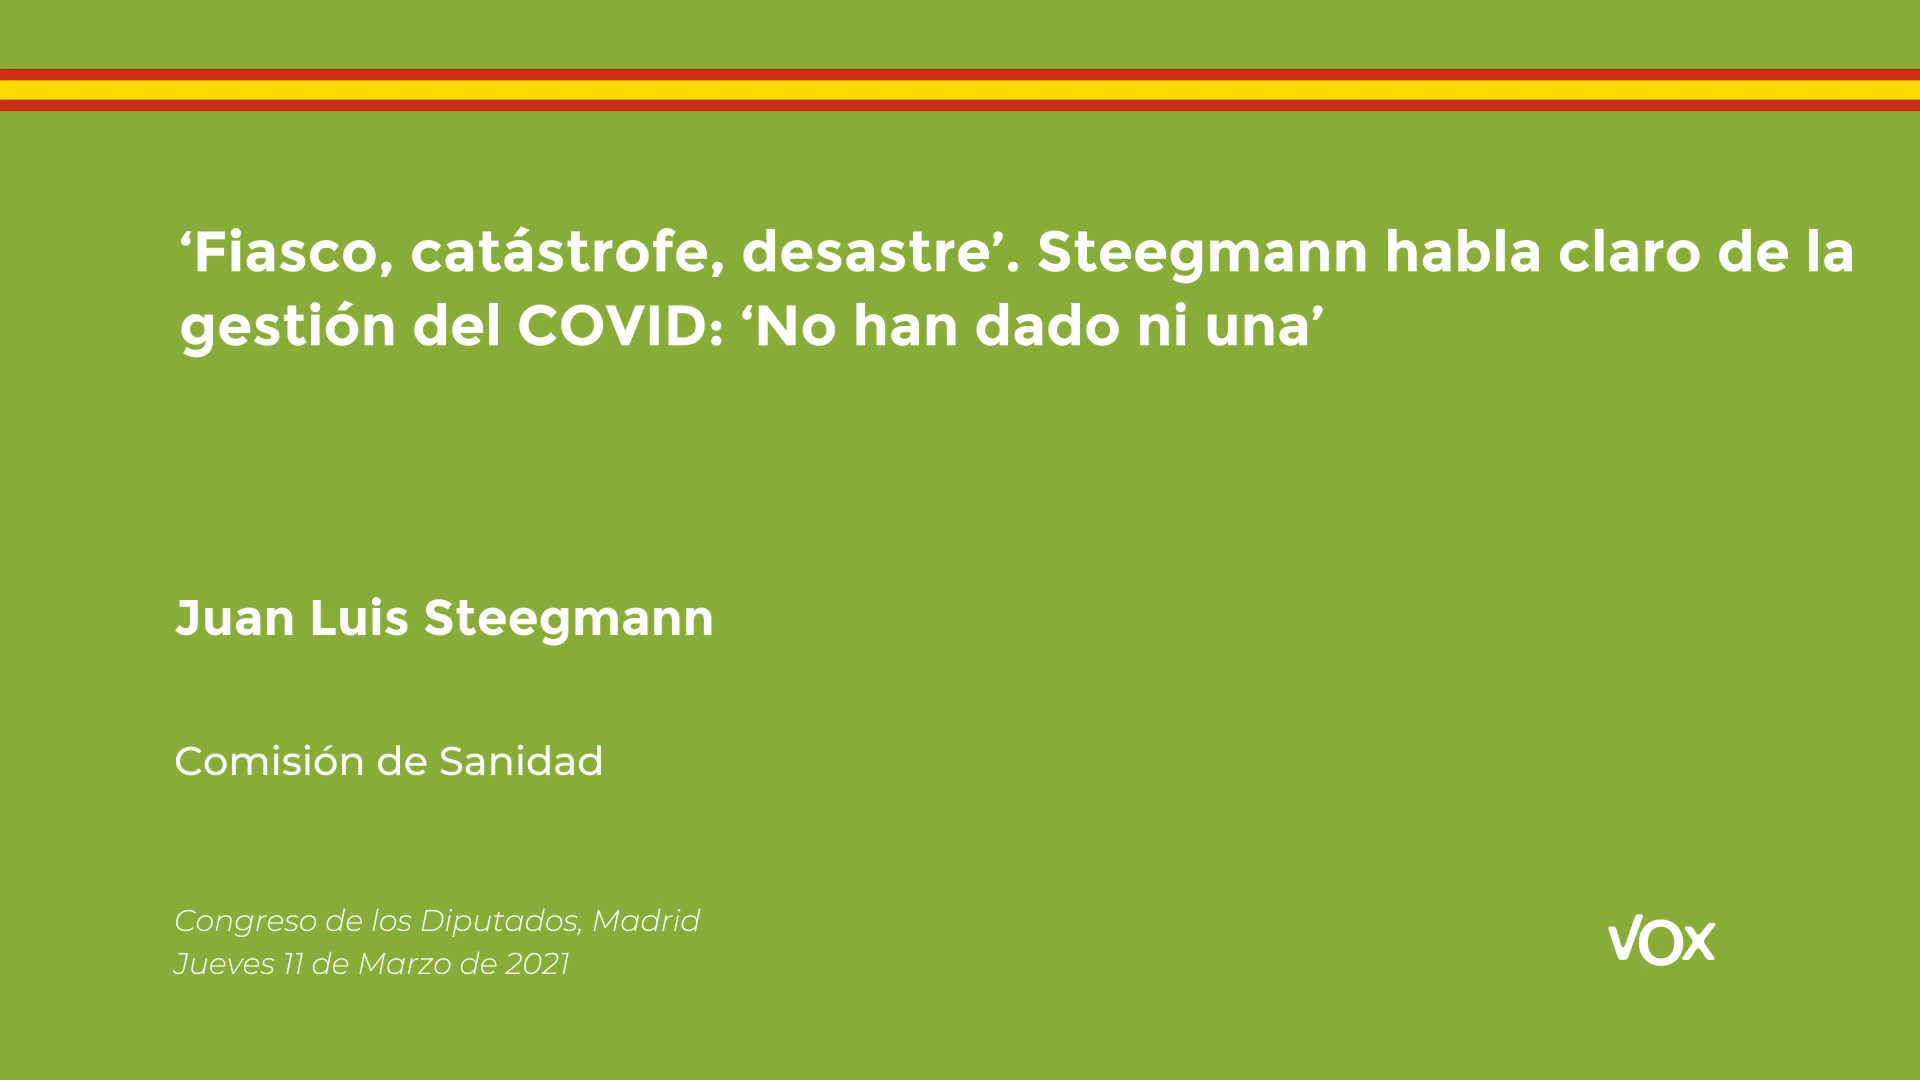 ‘Fiasco, catástrofe, desastre’. Steegmann habla claro de la
gestión del COVID: ‘No han dado ni una’
Juan Luis Steegmann
Comisión de Sanidad
Congreso de los Diputados, Madrid
Jueves 11 de Marzo de 2021
VOX